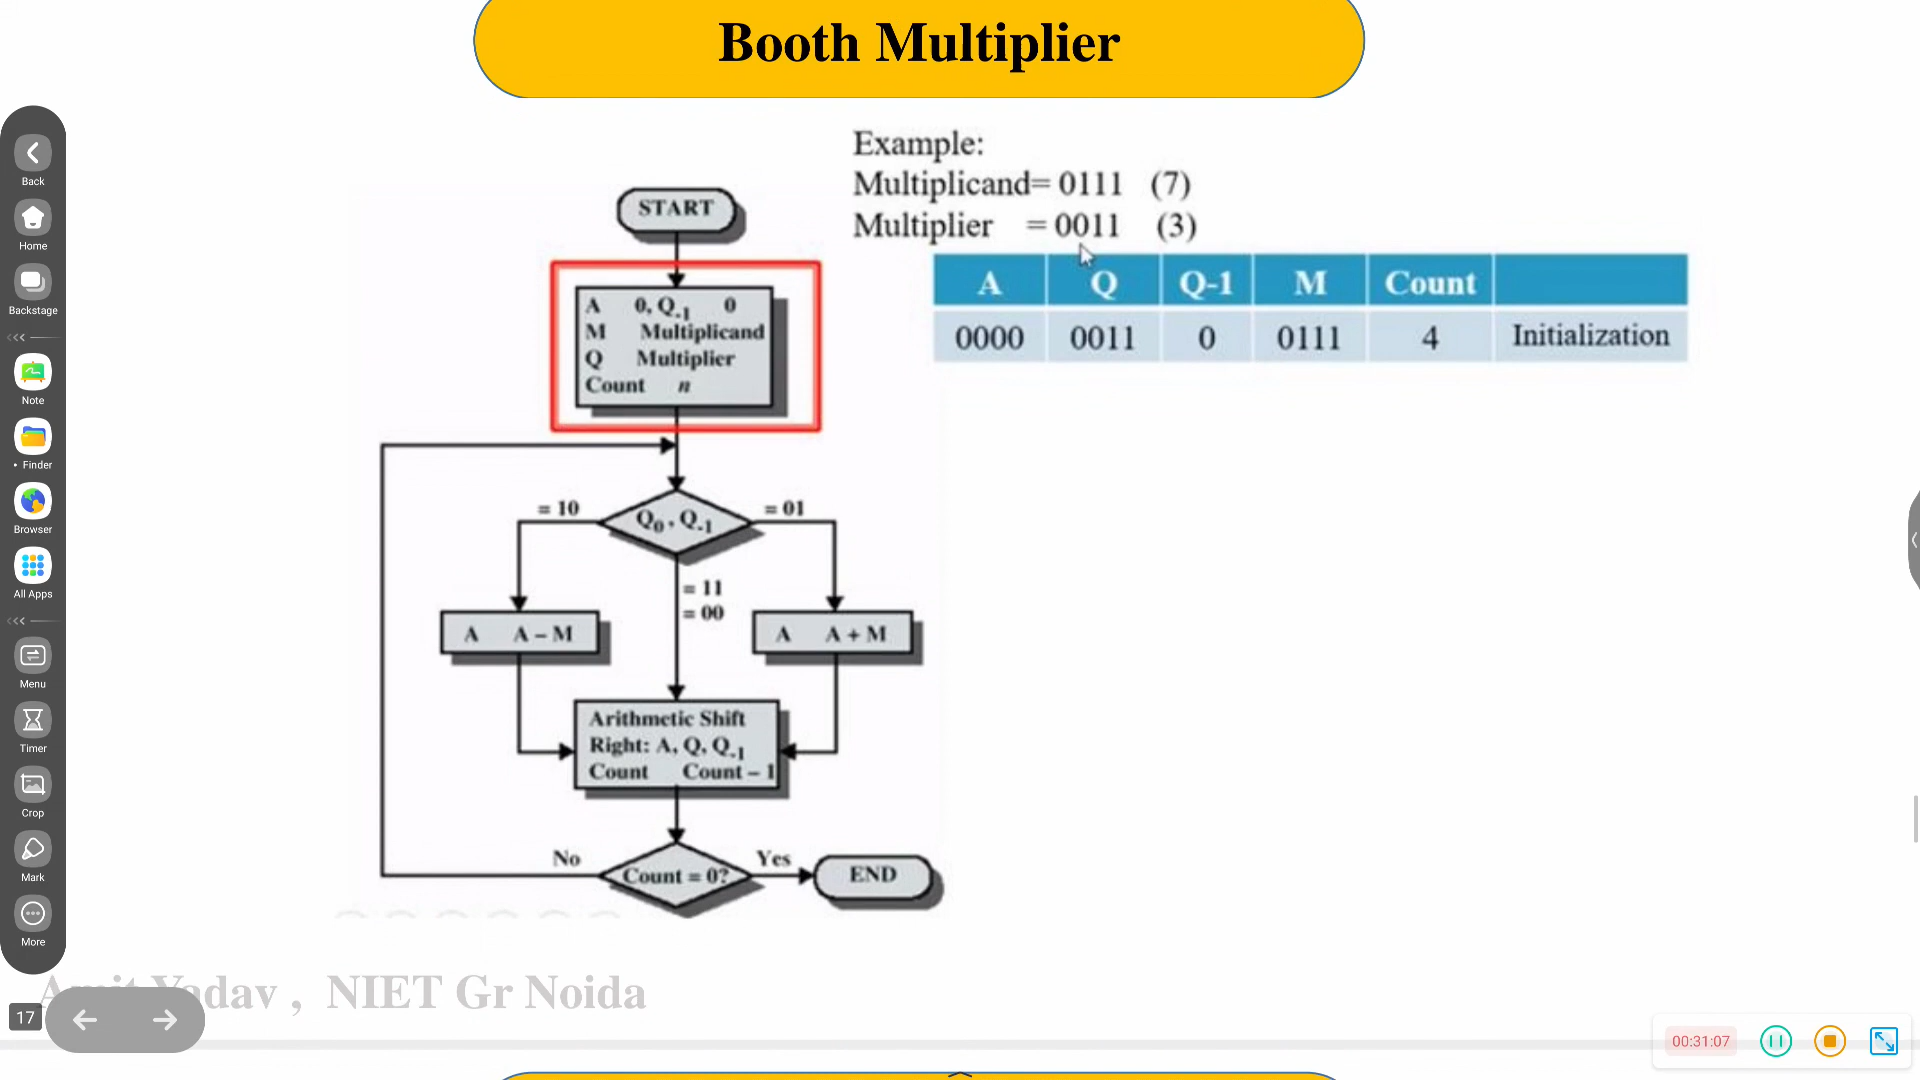 Booth Multiplier
Example:
Multiplicand= 0111 (7)
Multiplier = 0011 (3)
A Q Q-1 M Count
0000 0011 0 0111 4 Initialization
START
A 0, Q-1 0
M Multiplicand
Q Multiplier
Count n
= 10
Q0, Q-1
= 01
= 11
= 00
A A – M
A A + M
Arithmetic Shift
Right: A, Q, Q-1
Count Count – 1
No
Count = 0?
Yes
END
Back
Home
Backstage
Note
• Finder
Browser
All Apps
Menu
Timer
Crop
Mark
More
Amit Yadav , NIET Gr Noida
17
00:31:07